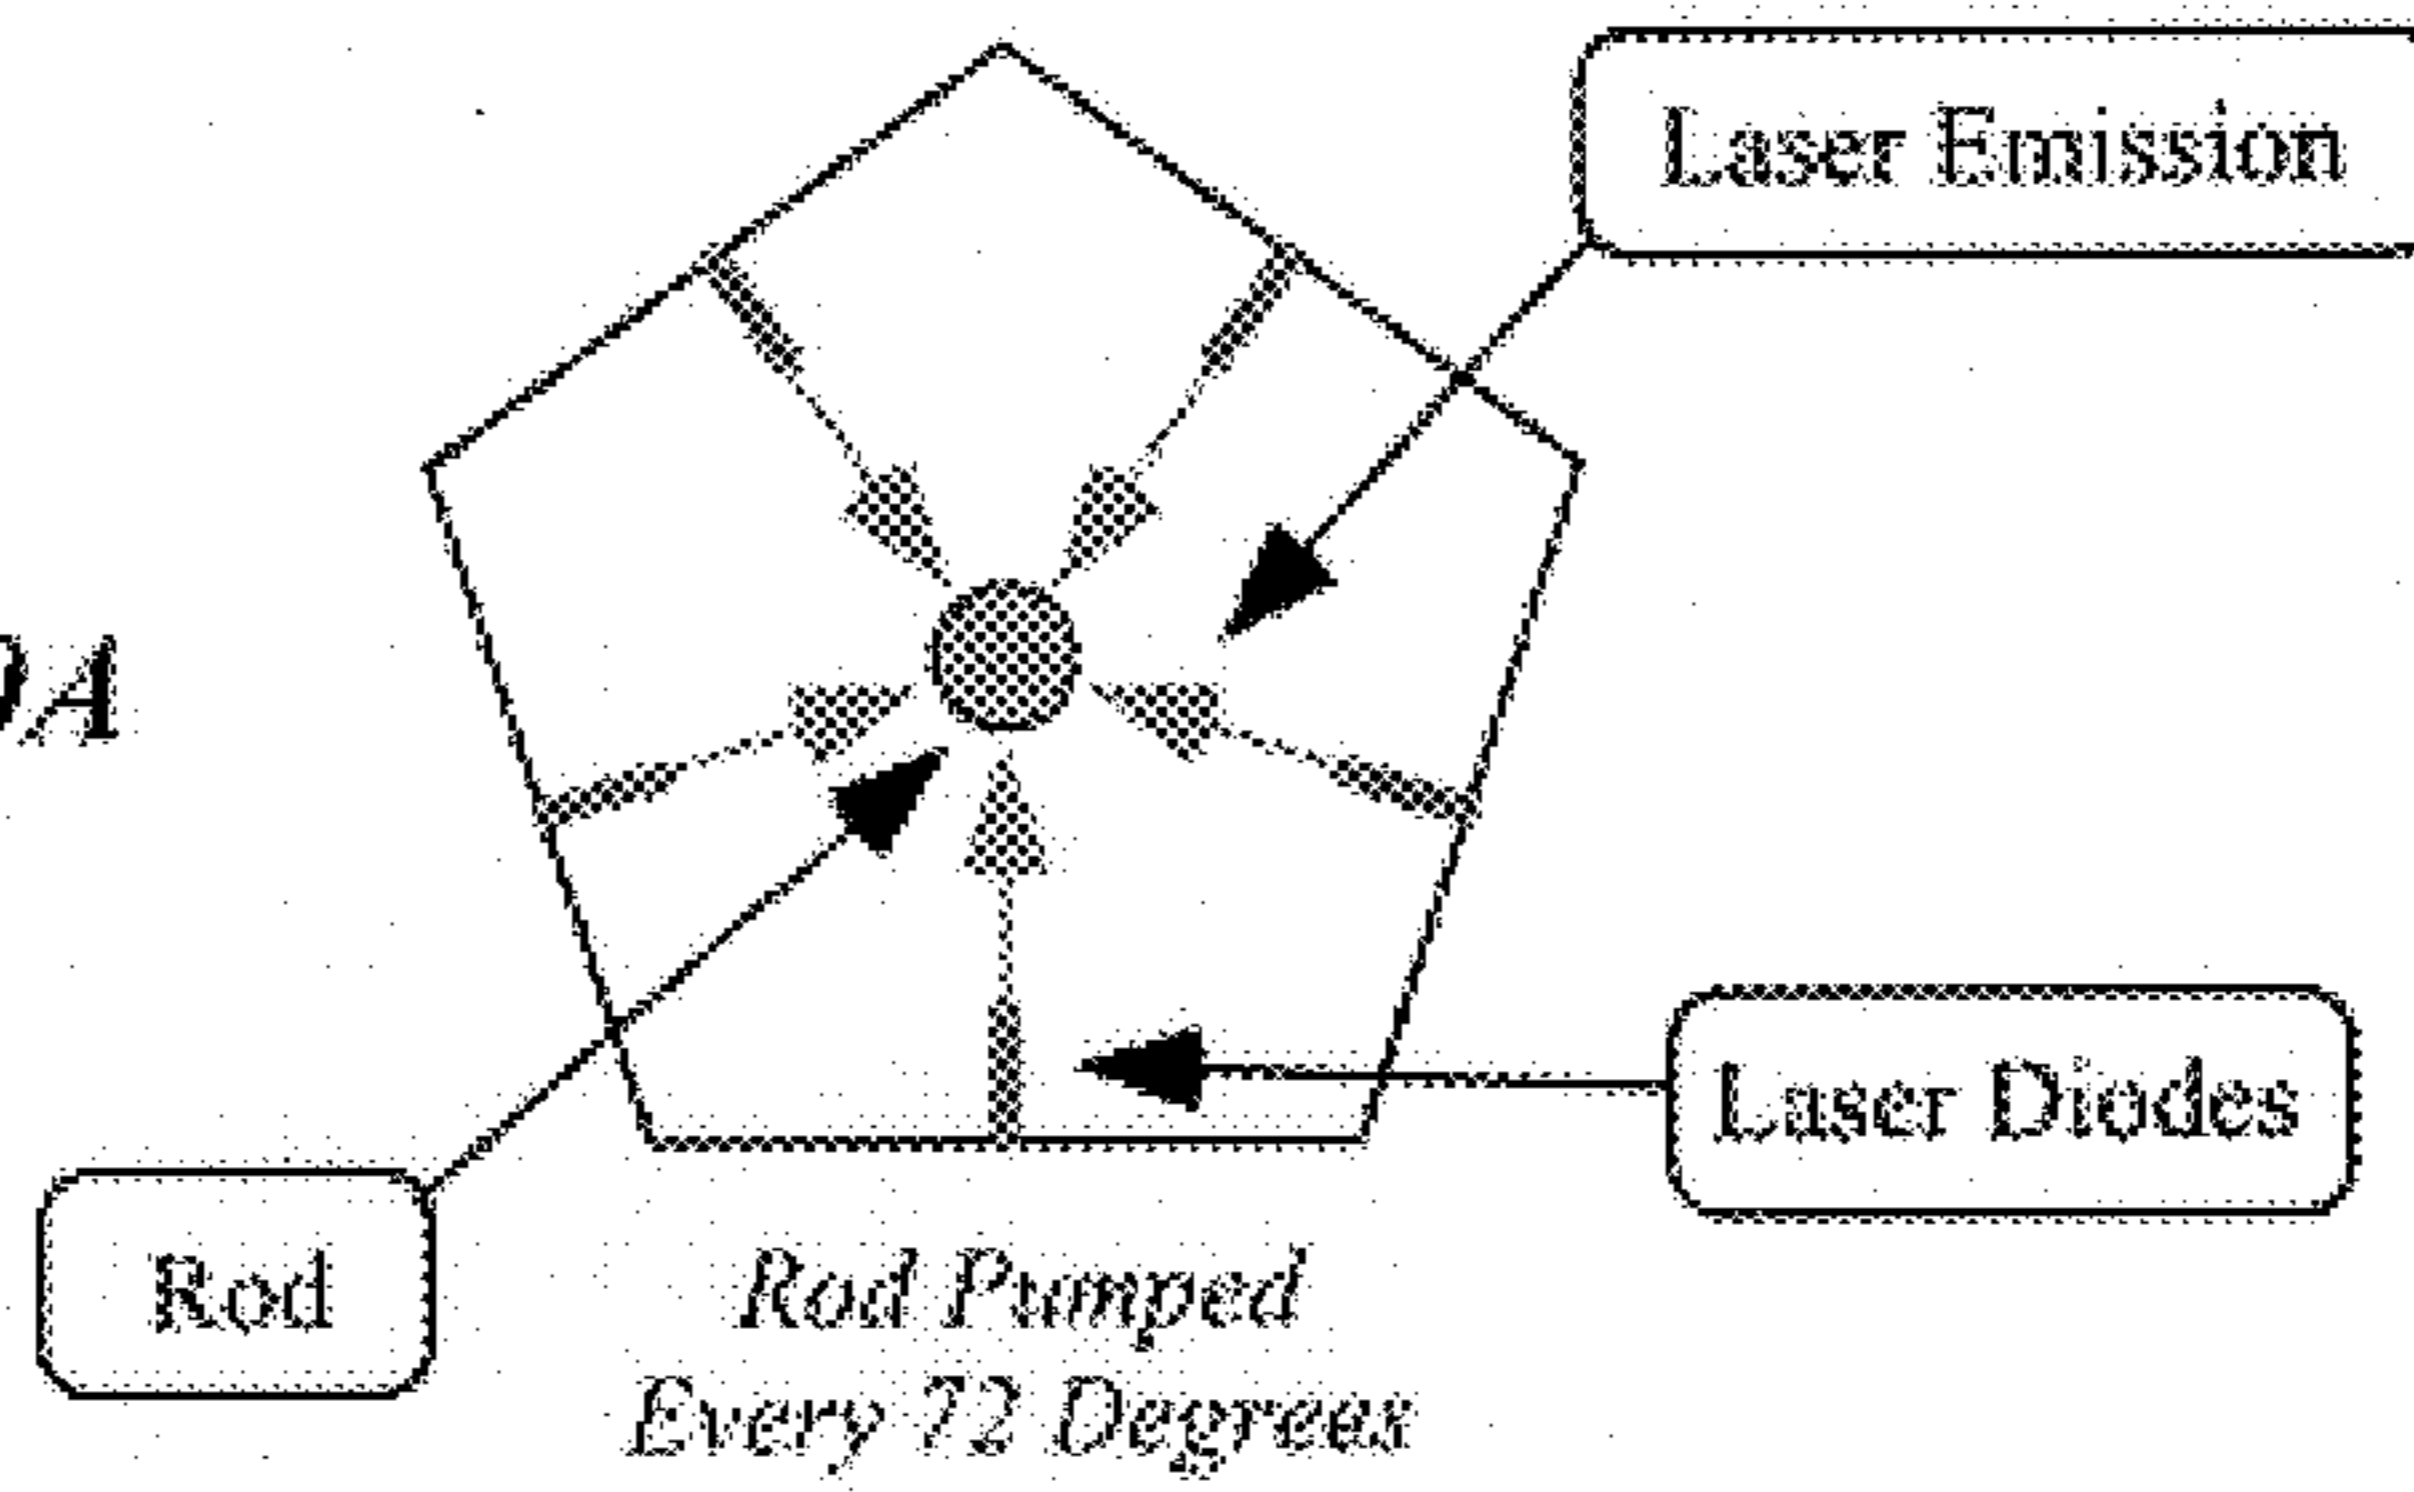 Laser Emission
Laser Diodes
Rod
Rod Pumped
Every 72 Degrees